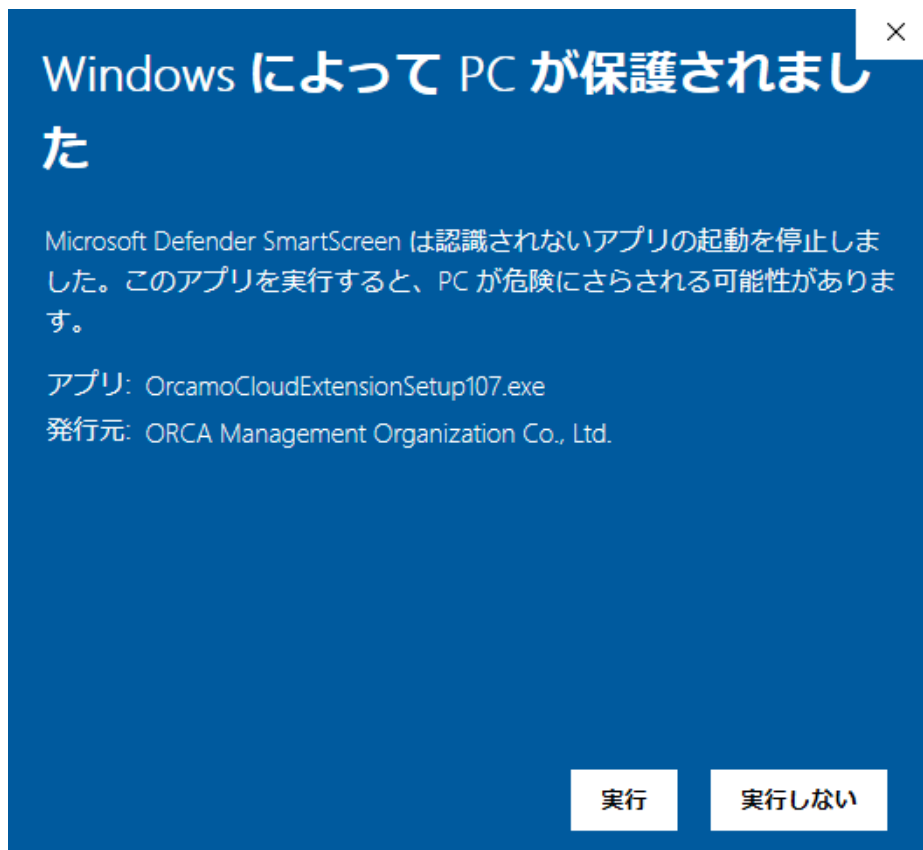 Windows によって PC が保護されまし
た
Microsoft Defender SmartScreen は認識されないアプリの起動を停止しま
した。このアプリを実行すると、PC が危険にさらされる可能性がありま
す。
アプリ: OrcamoCloudExtensionSetup107.exe
発行元: ORCA Management Organization Co., Ltd.
実行 実行しない